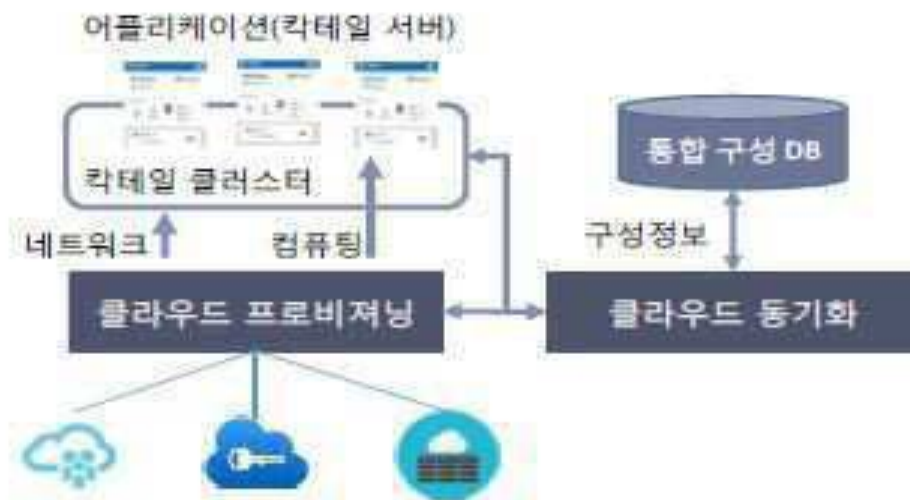 어플리케이션(칵테일 서버)
칵테일 클러스터
통합 구성 DB
네트워크
컴퓨팅
구성정보
클라우드 프로비져닝
클라우드 동기화